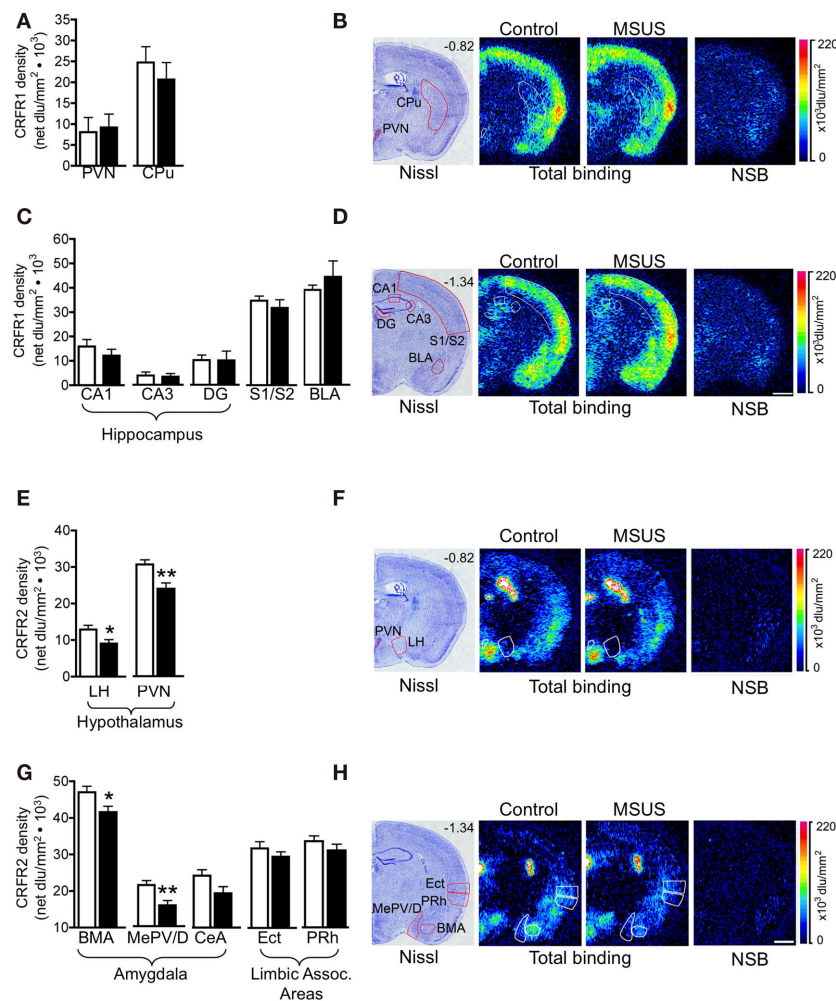 A
CRFR1 density
(net dlu/mm² • 10³)
35
30
25
20
15
10
5
0
PVN
CPu
B
Control
MSUS
-0.82
CPu
PVN
Nissl
Total binding
NSB
220
x10³dlu/mm²
0
C
CRFR1 density
(net dlu/mm² • 10³
60
50
40
30
20
10
0
CA1
CA3
DG
S1/S2
BLA
Hippocampus
D
Control
MSUS
-1.34
CA1
CA3
DG
S1/S2
BLA
Nissl
Total binding
NSB
220
x10³dlu/mm²
0
E
CRFR2 density
(net dlu/mm² • 10³)
40
30
20
10
0
*
**
LH
PVN
Hypothalamus
F
Control
MSUS
-0.82
PVN
LH
Nissl
Total binding
NSB
220
x10³ dlu/mm²
0
G
CRFR2 density
(net dlu/mm² • 10³)
50
40
30
20
10
*
**
BMA
MePV/D
CeA
Ect
PRh
Amygdala
Limbic Assoc.
Areas
H
Control
MSUS
-1.34
Ect
PRh
MePV/D
BMA
Nissl
Total binding
NSB
220
x10³ dlu/mm²
0